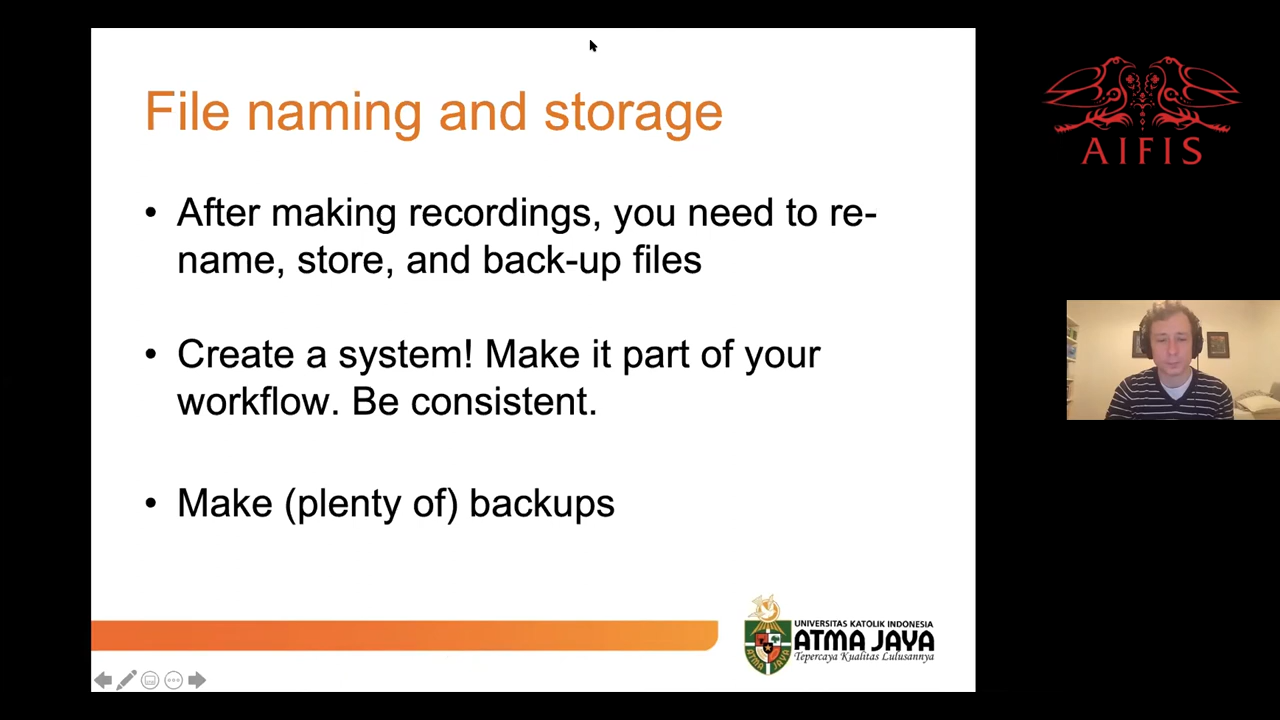 File naming and storage
• After making recordings, you need to re-
name, store, and back-up files
• Create a system! Make it part of your
workflow. Be consistent.
• Make (plenty of) backups
UNIVERSITAS KATOLIK INDONESIA
ATMA JAYA
Tepercaya Kualitas Lulusannya
ATMA JAYA
AIFIS